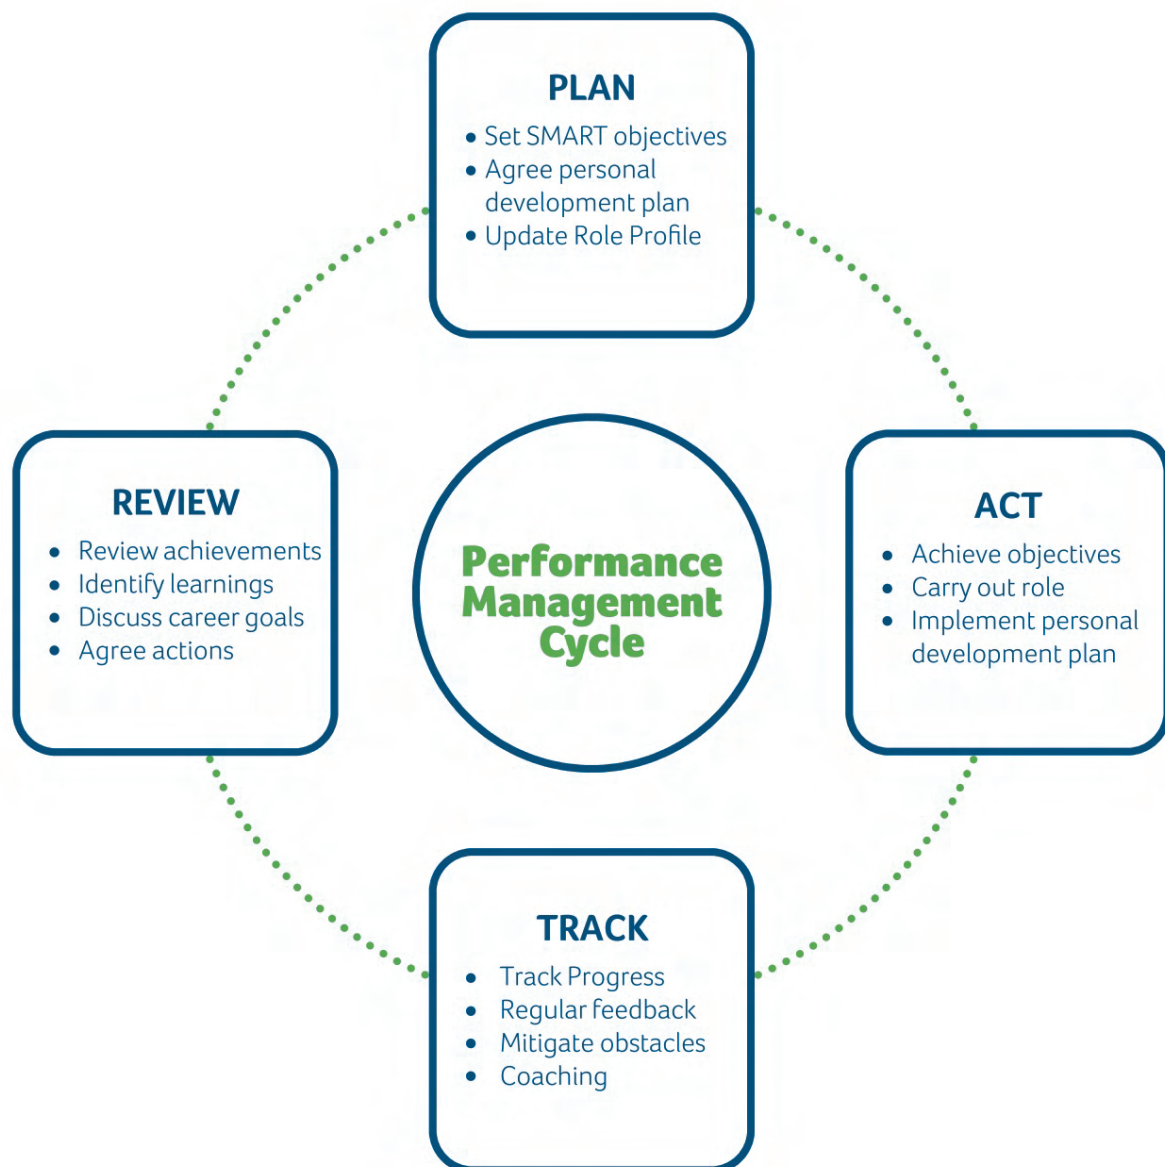 PLAN
• Set SMART objectives
• Agree personal
development plan
• Update Role Profile
REVIEW
• Review achievements
• Identify learnings
• Discuss career goals
• Agree actions
Performance
Management
Cycle
ACT
• Achieve objectives
• Carry out role
• Implement personal
development plan
TRACK
• Track Progress
• Regular feedback
• Mitigate obstacles
• Coaching